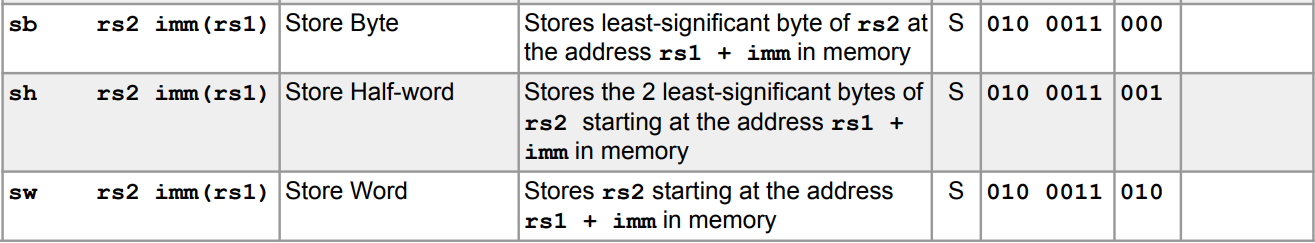 sb rs2 imm(rs1) Store Byte Stores least-significant byte of rs2 at S 010 0011 000
the address rs1 + imm in memory
sh rs2 imm(rs1) Store Half-word Stores the 2 least-significant bytes of S 010 0011 001
rs2 starting at the address rs1 +
imm in memory
sw rs2 imm(rs1) Store Word Stores rs2 starting at the address S 010 0011 010
rs1 + imm in memory